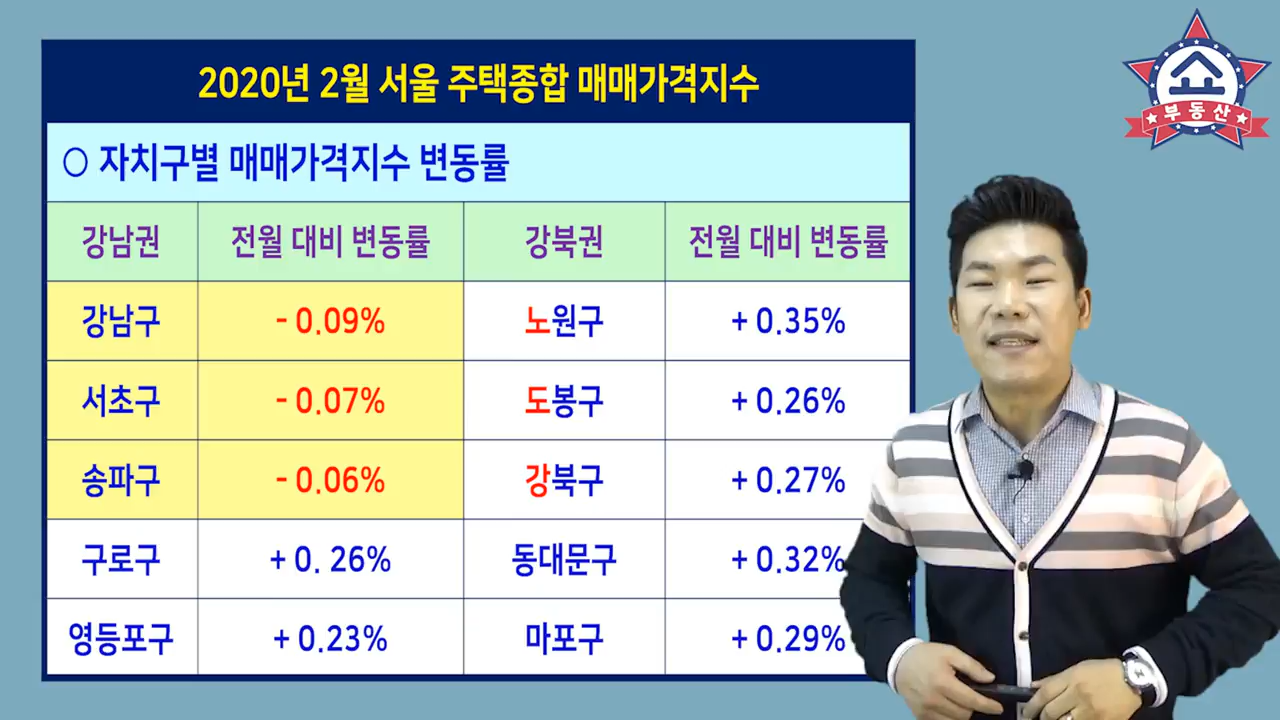 2020년 2월 서울 주택종합 매매가격지수
○ 자치구별 매매가격지수 변동률
강남권 전월 대비 변동률 강북권 전월 대비 변동률
강남구 - 0.09% 노원구 + 0.35%
서초구 - 0.07% 도봉구 + 0.26%
송파구 - 0.06% 강북구 + 0.27%
구로구 + 0. 26% 동대문구 + 0.32%
영등포구 + 0.23% 마포구 + 0.29%
쇼
부동산